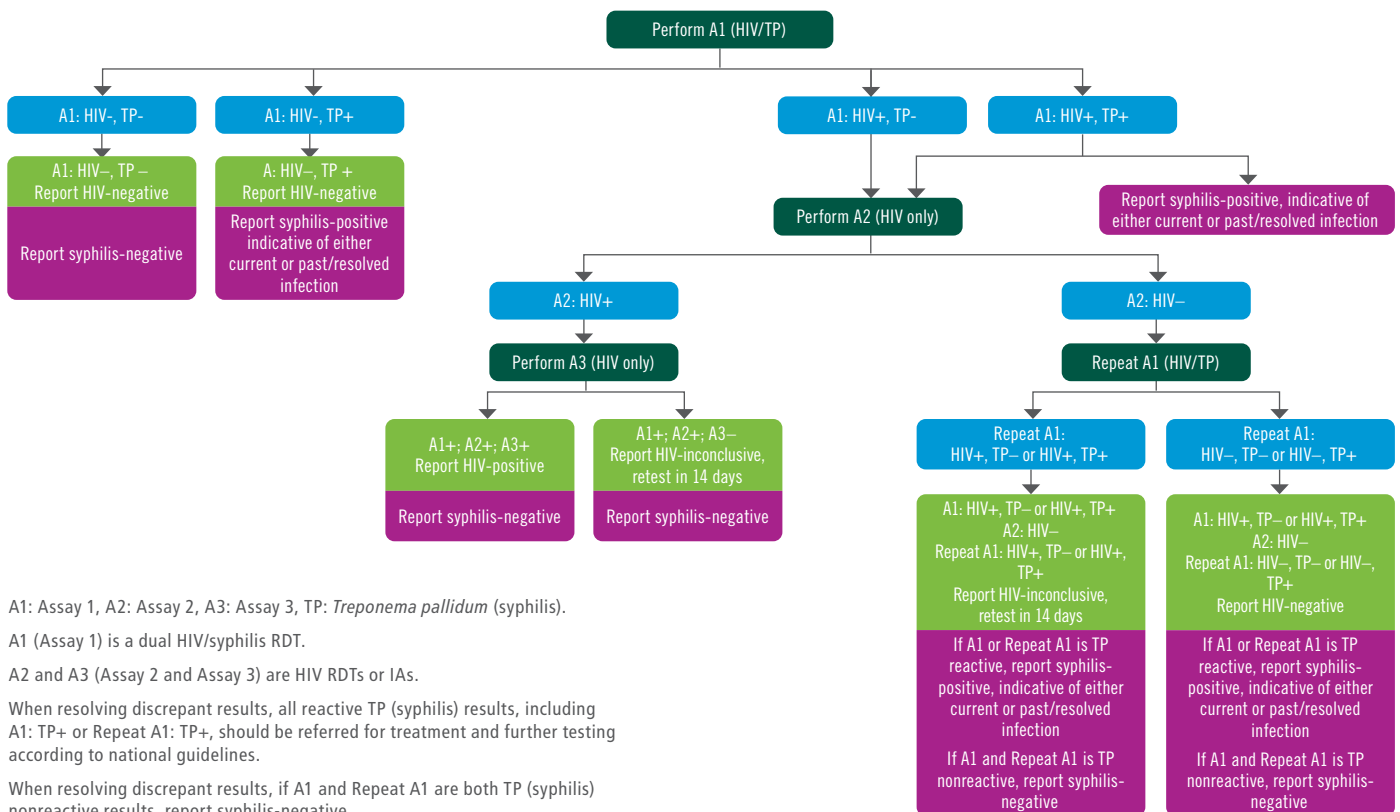 Perform A1 (HIV/TP)
A1: HIV-, TP-
A1: HIV-, TP+
A1: HIV+, TP-
A1: HIV+, TP+
A1: HIV–, TP –
Report HIV-negative
Report syphilis-negative
A: HIV–, TP +
Report HIV-negative
Report syphilis-positive
indicative of either
current or past/resolved
infection
Perform A2 (HIV only)
Report syphilis-positive, indicative of
either current or past/resolved infection
A2: HIV+
A2: HIV–
Perform A3 (HIV only)
Repeat A1 (HIV/TP)
A1+; A2+; A3+
Report HIV-positive
Report syphilis-negative
A1+; A2+; A3–
Report HIV-inconclusive,
retest in 14 days
Report syphilis-negative
Repeat A1:
HIV+, TP– or HIV+, TP+
Repeat A1:
HIV–, TP– or HIV–, TP+
A1: HIV+, TP– or HIV+, TP+
A2: HIV–
Repeat A1: HIV+, TP– or HIV+,
TP+
Report HIV-inconclusive,
retest in 14 days
If A1 or Repeat A1 is TP
reactive, report syphilis-
positive, indicative of either
current or past/resolved
infection
If A1 and Repeat A1 is TP
nonreactive, report syphilis-
negative
A1: HIV+, TP– or HIV+, TP+
A2: HIV–
Repeat A1: HIV–, TP– or HIV–,
TP+
Report HIV-negative
If A1 or Repeat A1 is TP
reactive, report syphilis-
positive, indicative of either
current or past/resolved
infection
If A1 and Repeat A1 is TP
nonreactive, report syphilis-
negative
A1: Assay 1, A2: Assay 2, A3: Assay 3, TP: Treponema pallidum (syphilis).
A1 (Assay 1) is a dual HIV/syphilis RDT.
A2 and A3 (Assay 2 and Assay 3) are HIV RDTs or IAs.
When resolving discrepant results, all reactive TP (syphilis) results, including
A1: TP+ or Repeat A1: TP+, should be referred for treatment and further testing
according to national guidelines.
When resolving discrepant results, if A1 and Repeat A1 are both TP (syphilis)
nonreactive results, report syphilis-negative